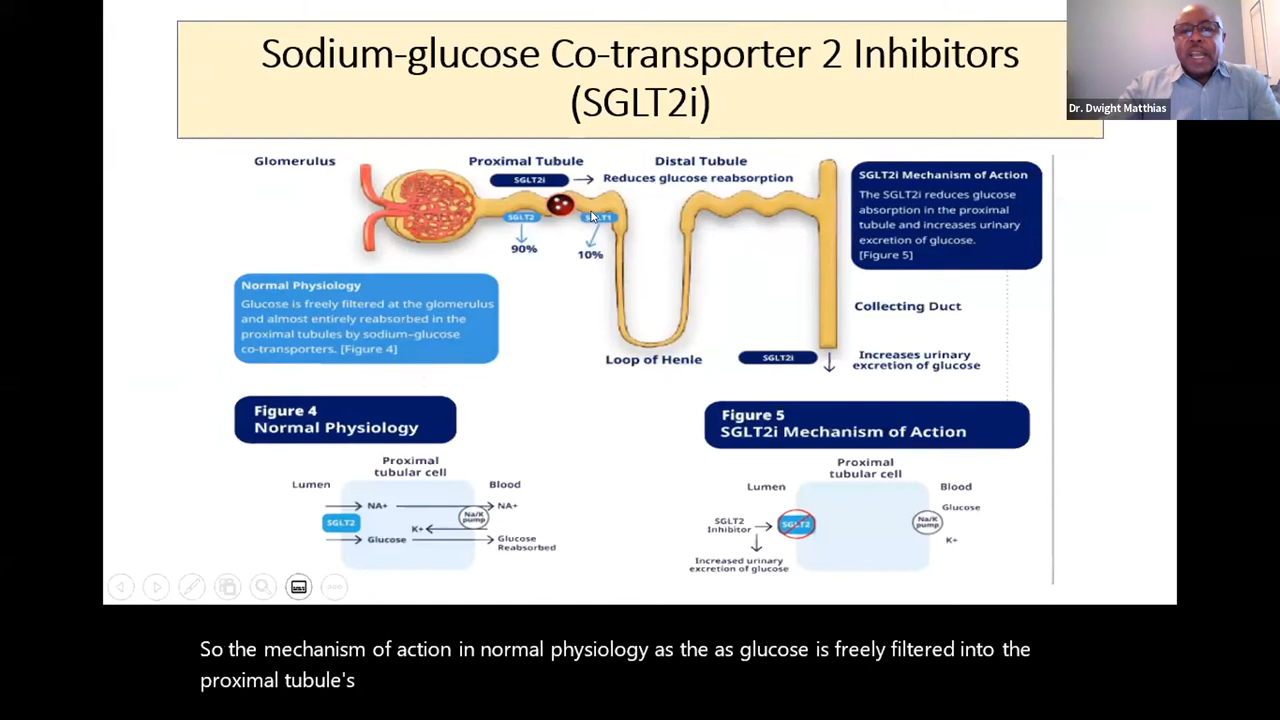 Sodium-glucose Co-transporter 2 Inhibitors
(SGLT2i)
Dr. Dwight Matthias
Glomerulus
Proximal Tubule
Distal Tubule
SGLT2i
Reduces glucose reabsorption
SGLT2
90%
10%
SGLT2i Mechanism of Action
The SGLT2i reduces glucose
absorption in the proximal
tubule and increases urinary
excretion of glucose.
[Figure 5]
Normal Physiology
Glucose is freely filtered at the glomerulus
and almost entirely reabsorbed in the
proximal tubules by sodium–glucose
co-transporters. [Figure 4]
Collecting Duct
Loop of Henle
SGLT2i
Increases urinary
excretion of glucose
Figure 4
Normal Physiology
Proximal
tubular cell
Lumen
Blood
NA+
NA+
SGLT2
Na/K
pump
K+
Glucose
Glucose
Reabsorbed
Figure 5
SGLT2i Mechanism of Action
Proximal
tubular cell
Lumen
Blood
Glucose
SGLT2
Inhibitor
SGLT2
Na/K
pump
K+
Increased urinary
excretion of glucose
So the mechanism of action in normal physiology as the as glucose is freely filtered into the
proximal tubule's